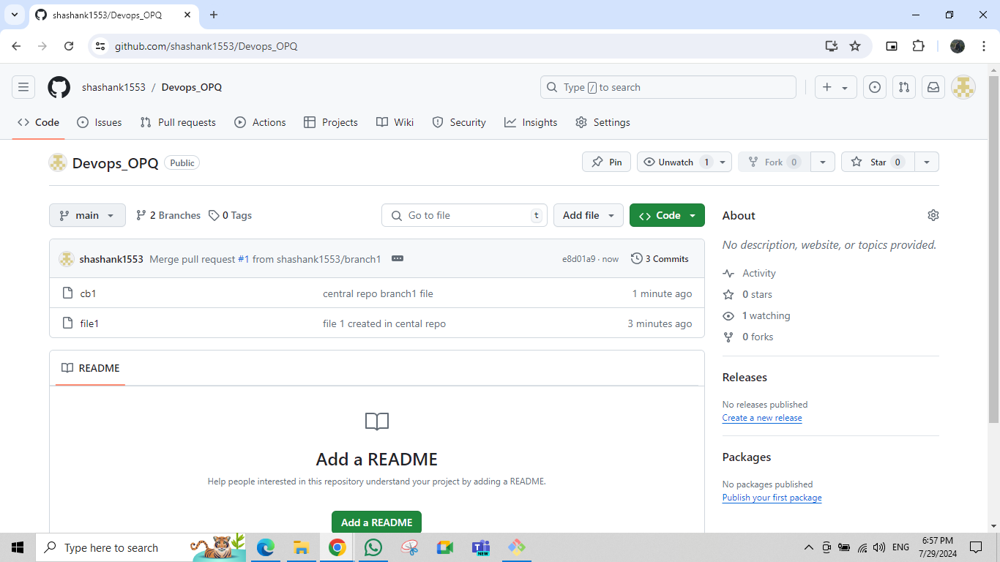 shashank1553/Devops_OPQ
github.com/shashank1553/Devops_OPQ
shashank1553 / Devops_OPQ
Type / to search
Code Issues Pull requests Actions Projects Wiki Security Insights Settings
Devops_OPQ Public
Pin Unwatch 1 Fork 0 Star 0
main 2 Branches 0 Tags Go to file t Add file Code
About
No description, website, or topics provided.
shashank1553 Merge pull request #1 from shashank1553/branch1 e8d01a9 · now 3 Commits
Activity
cb1 central repo branch1 file 1 minute ago
0 stars
1 watching
file1 file 1 created in cental repo 3 minutes ago
0 forks
README
Releases
No releases published
Create a new release
Add a README
Help people interested in this repository understand your project by adding a README.
Add a README
Packages
No packages published
Publish your first package
Type here to search
NEW
ENG
6:57 PM
7/29/2024